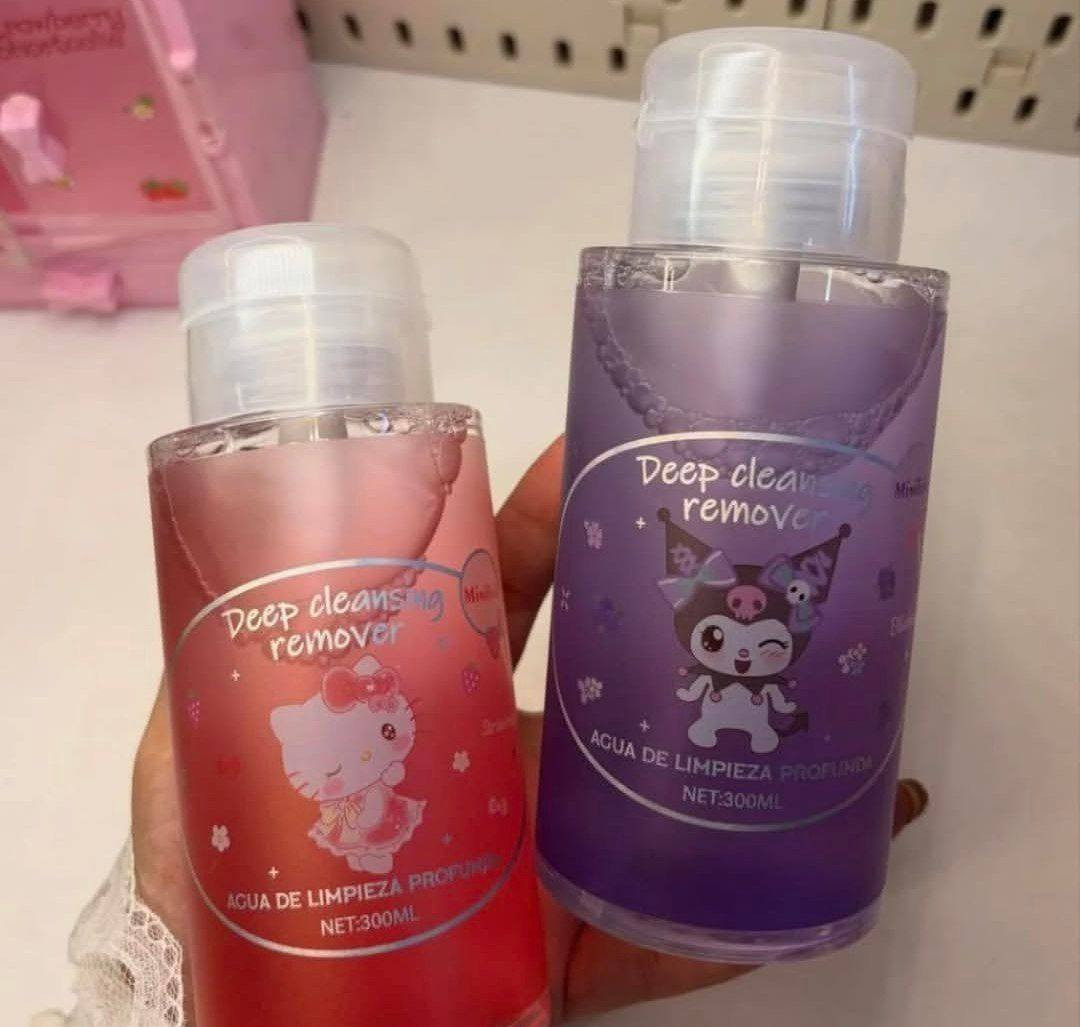 Deep cleansing
remover
AGUA DE LIMPIEZA PROFUNDA
NET:300ML
Deep cleansing
remover
AGUA DE LIMPIEZA PROFUNDA
NET:300ML